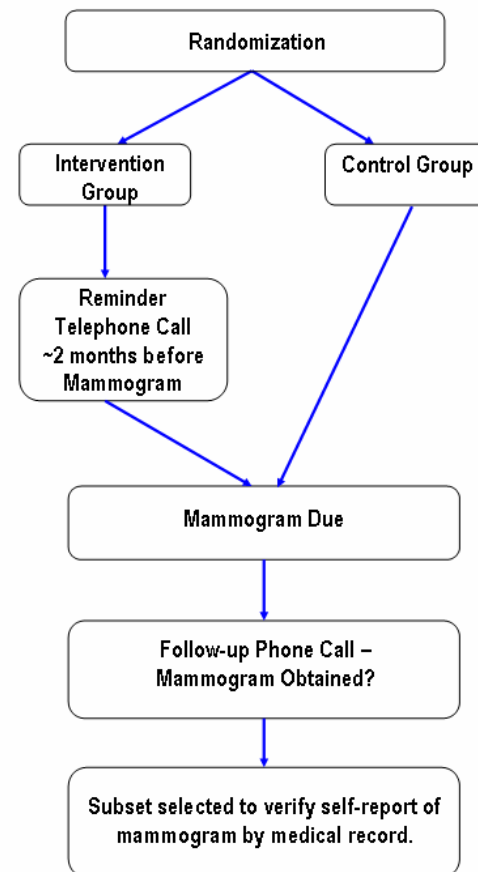 Randomization
Intervention
Group
Control Group
Reminder
Telephone Call
~2 months before
Mammogram
Mammogram Due
Follow-up Phone Call –
Mammogram Obtained?
Subset selected to verify self-report of
mammogram by medical record.